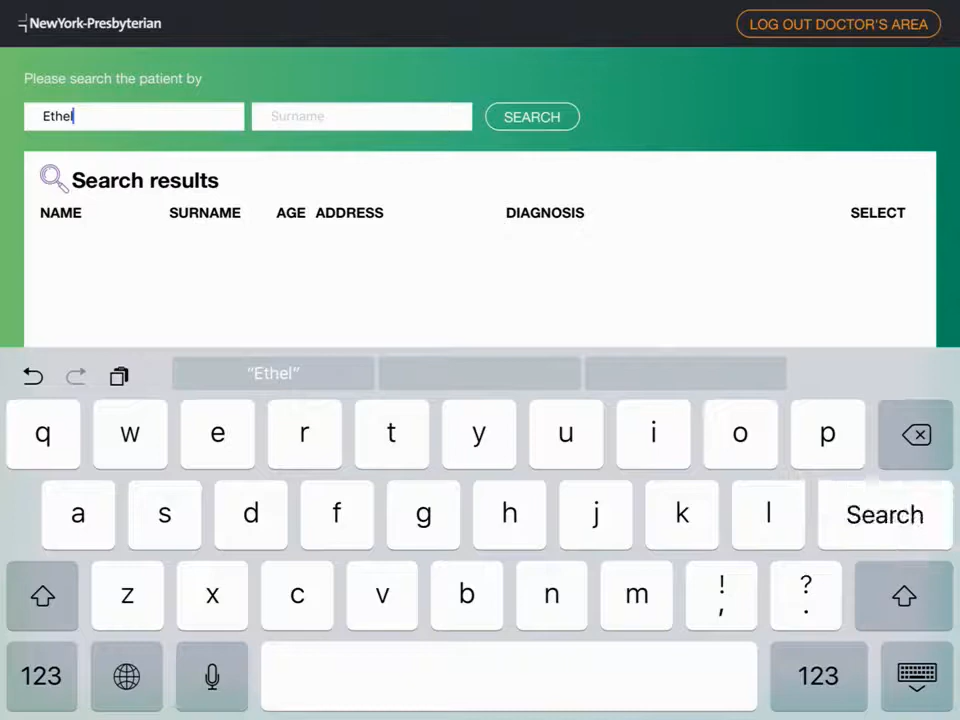 NewYork-Presbyterian
LOG OUT DOCTOR'S AREA
Please search the patient by
Ethel
Surname
SEARCH
Search results
NAME SURNAME AGE ADDRESS DIAGNOSIS SELECT
"Ethel"
q w e r t y u i o p
a s d f g h j k l Search
z x c v b n m ! , ? .
123 123